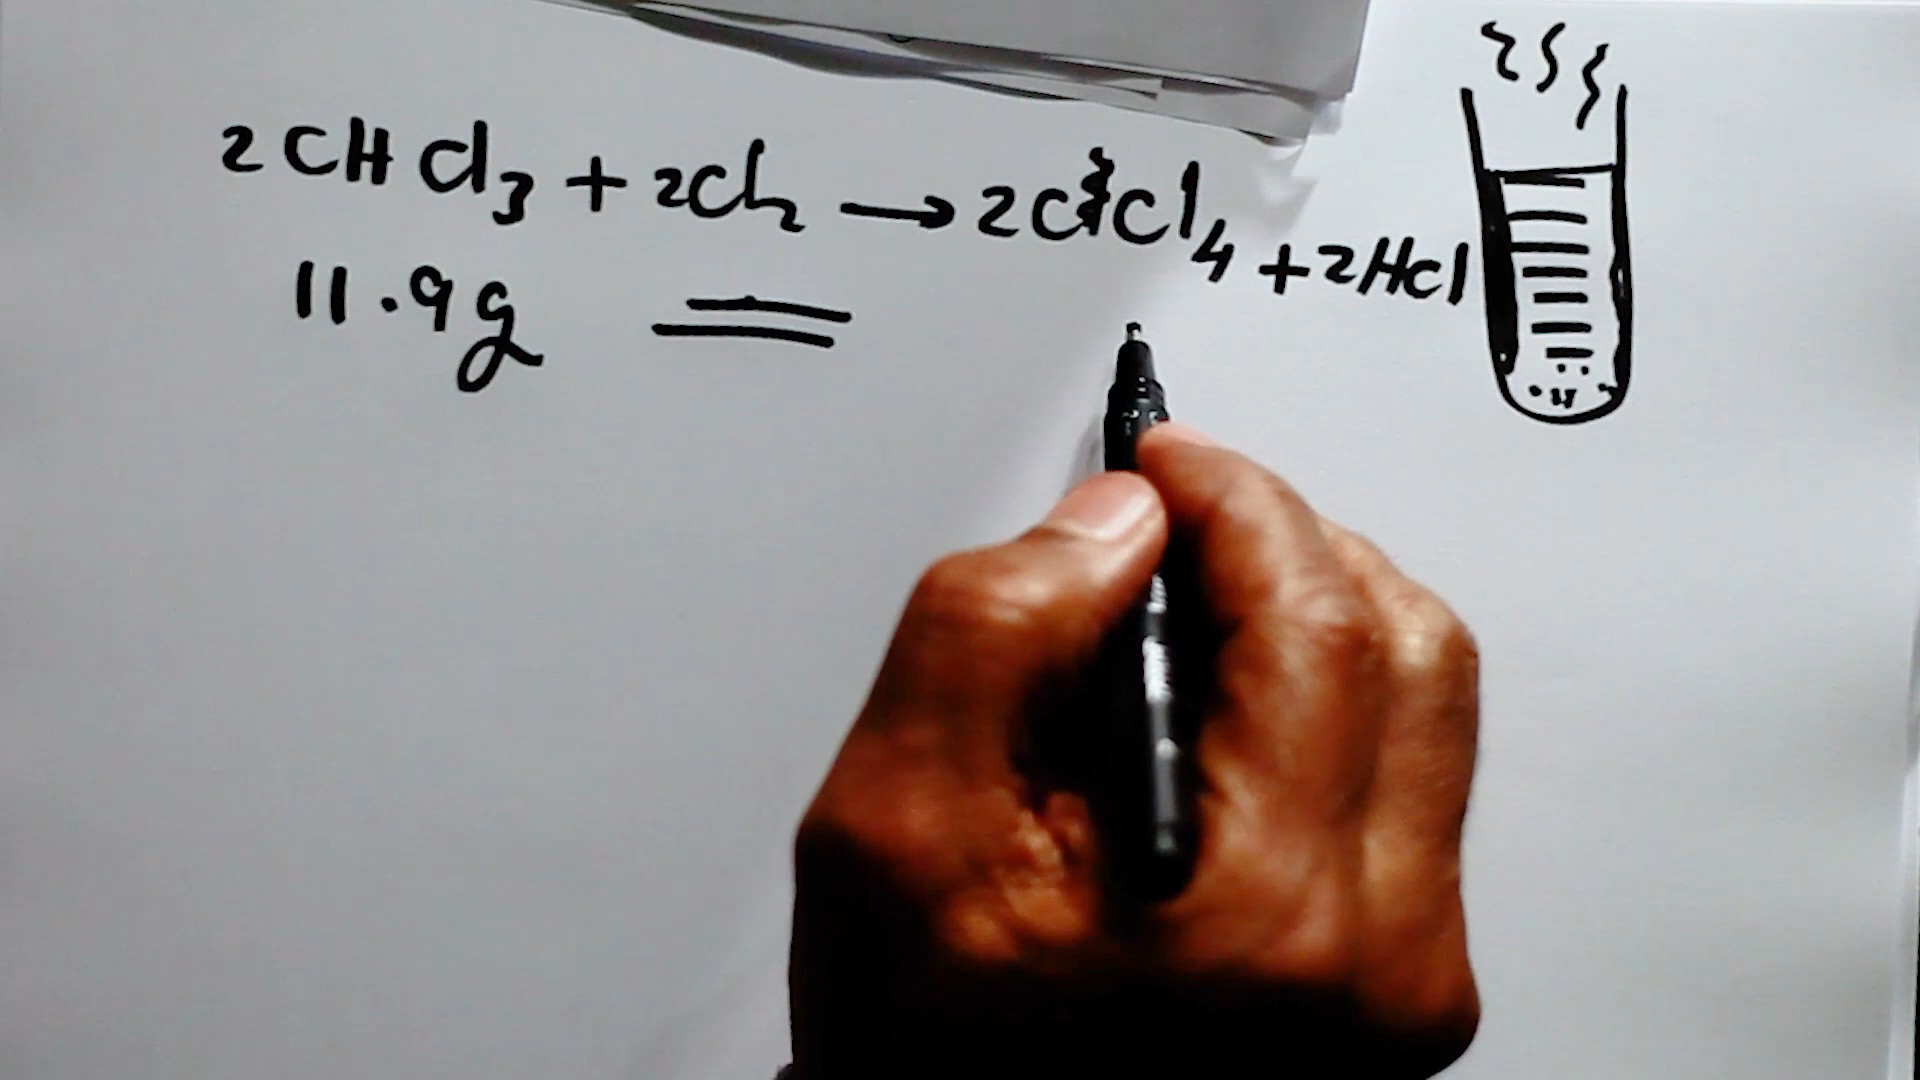 2CHCl3 + 2Cl2 → 2CCl4 + 2HCl
11.9g